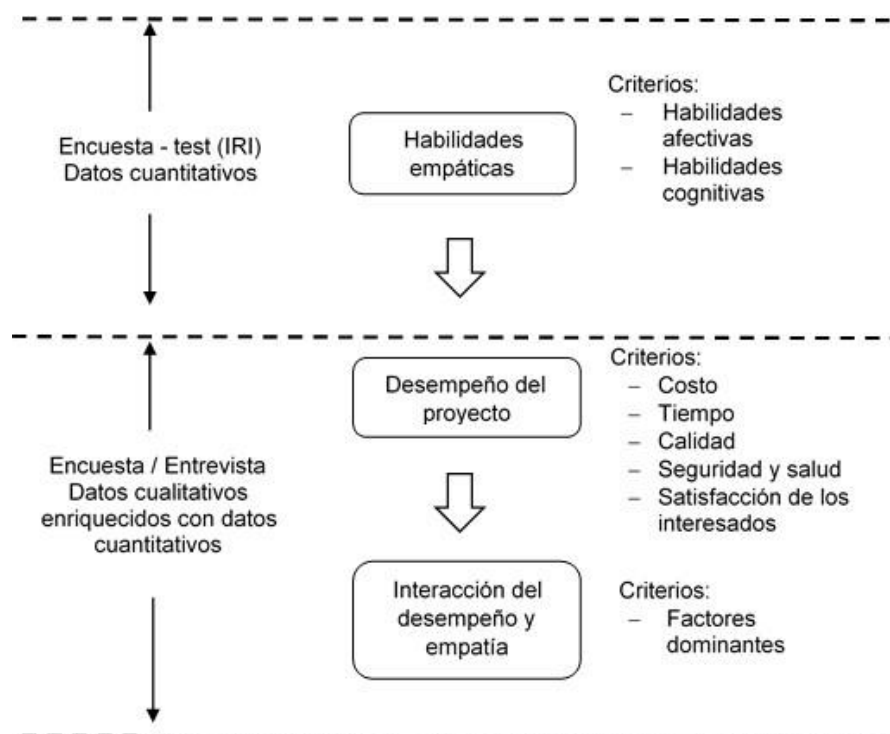 Encuesta - test (IRI)
Datos cuantitativos
Habilidades
empáticas
Criterios:
– Habilidades
afectivas
– Habilidades
cognitivas
Encuesta / Entrevista
Datos cualitativos
enriquecidos con datos
cuantitativos
Desempeño del
proyecto
Criterios:
– Costo
– Tiempo
– Calidad
– Seguridad y salud
– Satisfacción de los
interesados
Interacción del
desempeño y
empatía
Criterios:
– Factores
dominantes